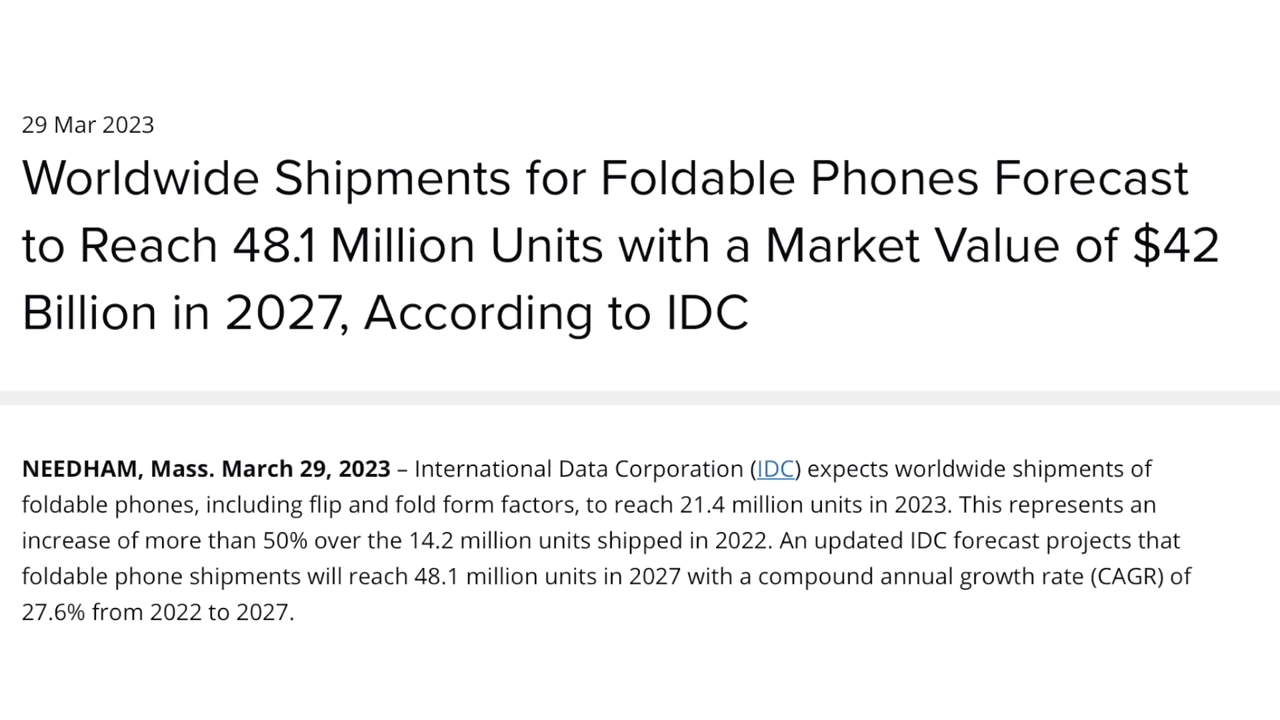 29 Mar 2023
Worldwide Shipments for Foldable Phones Forecast
to Reach 48.1 Million Units with a Market Value of $42
Billion in 2027, According to IDC
NEEDHAM, Mass. March 29, 2023 – International Data Corporation (IDC) expects worldwide shipments of
foldable phones, including flip and fold form factors, to reach 21.4 million units in 2023. This represents an
increase of more than 50% over the 14.2 million units shipped in 2022. An updated IDC forecast projects that
foldable phone shipments will reach 48.1 million units in 2027 with a compound annual growth rate (CAGR) of
27.6% from 2022 to 2027.